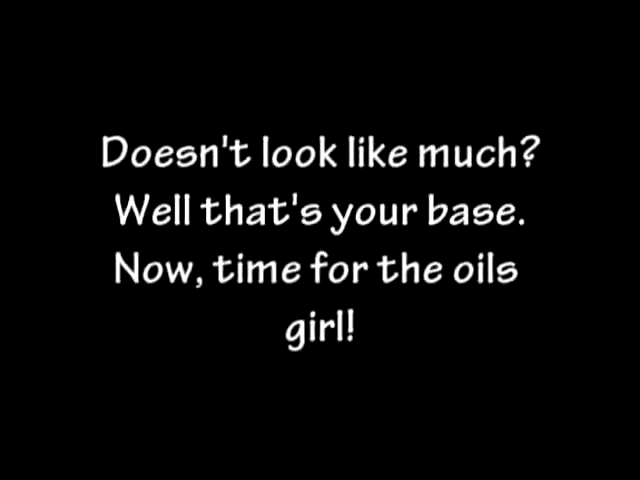 Doesn't look like much?
Well that's your base.
Now, time for the oils
girl!